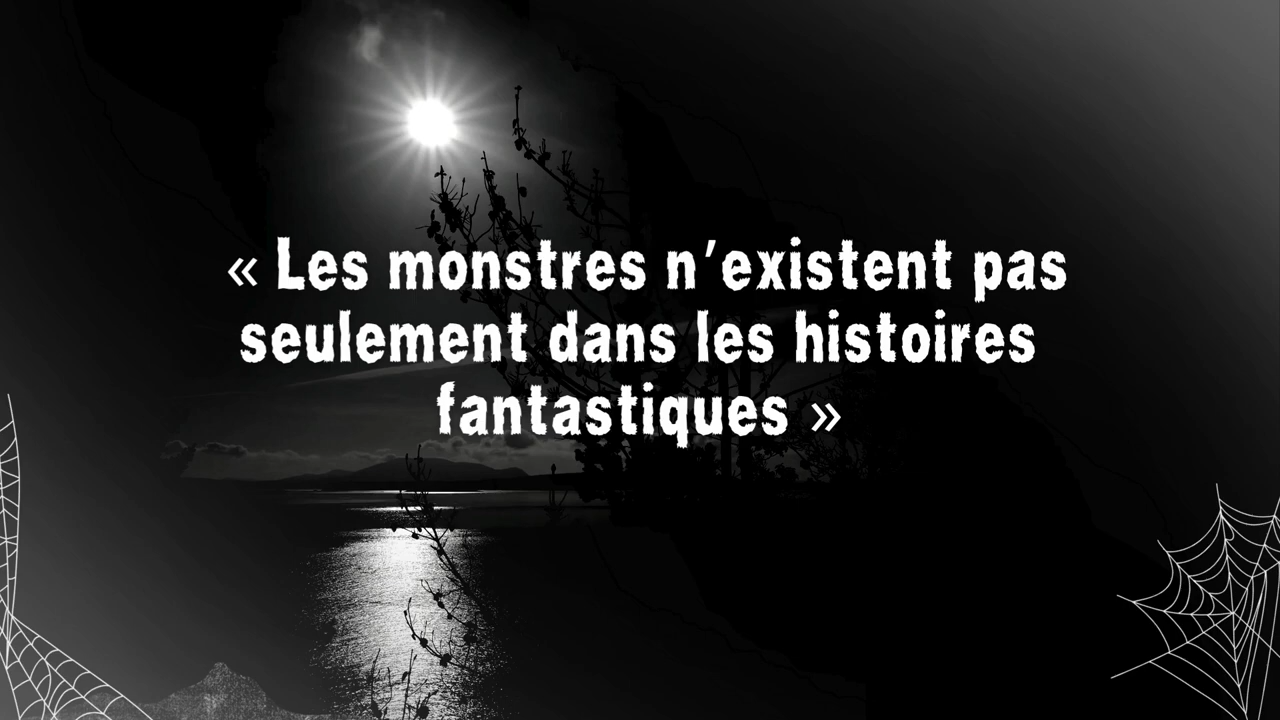 « Les monstres n’existent pas
seulement dans les histoires
fantastiques »